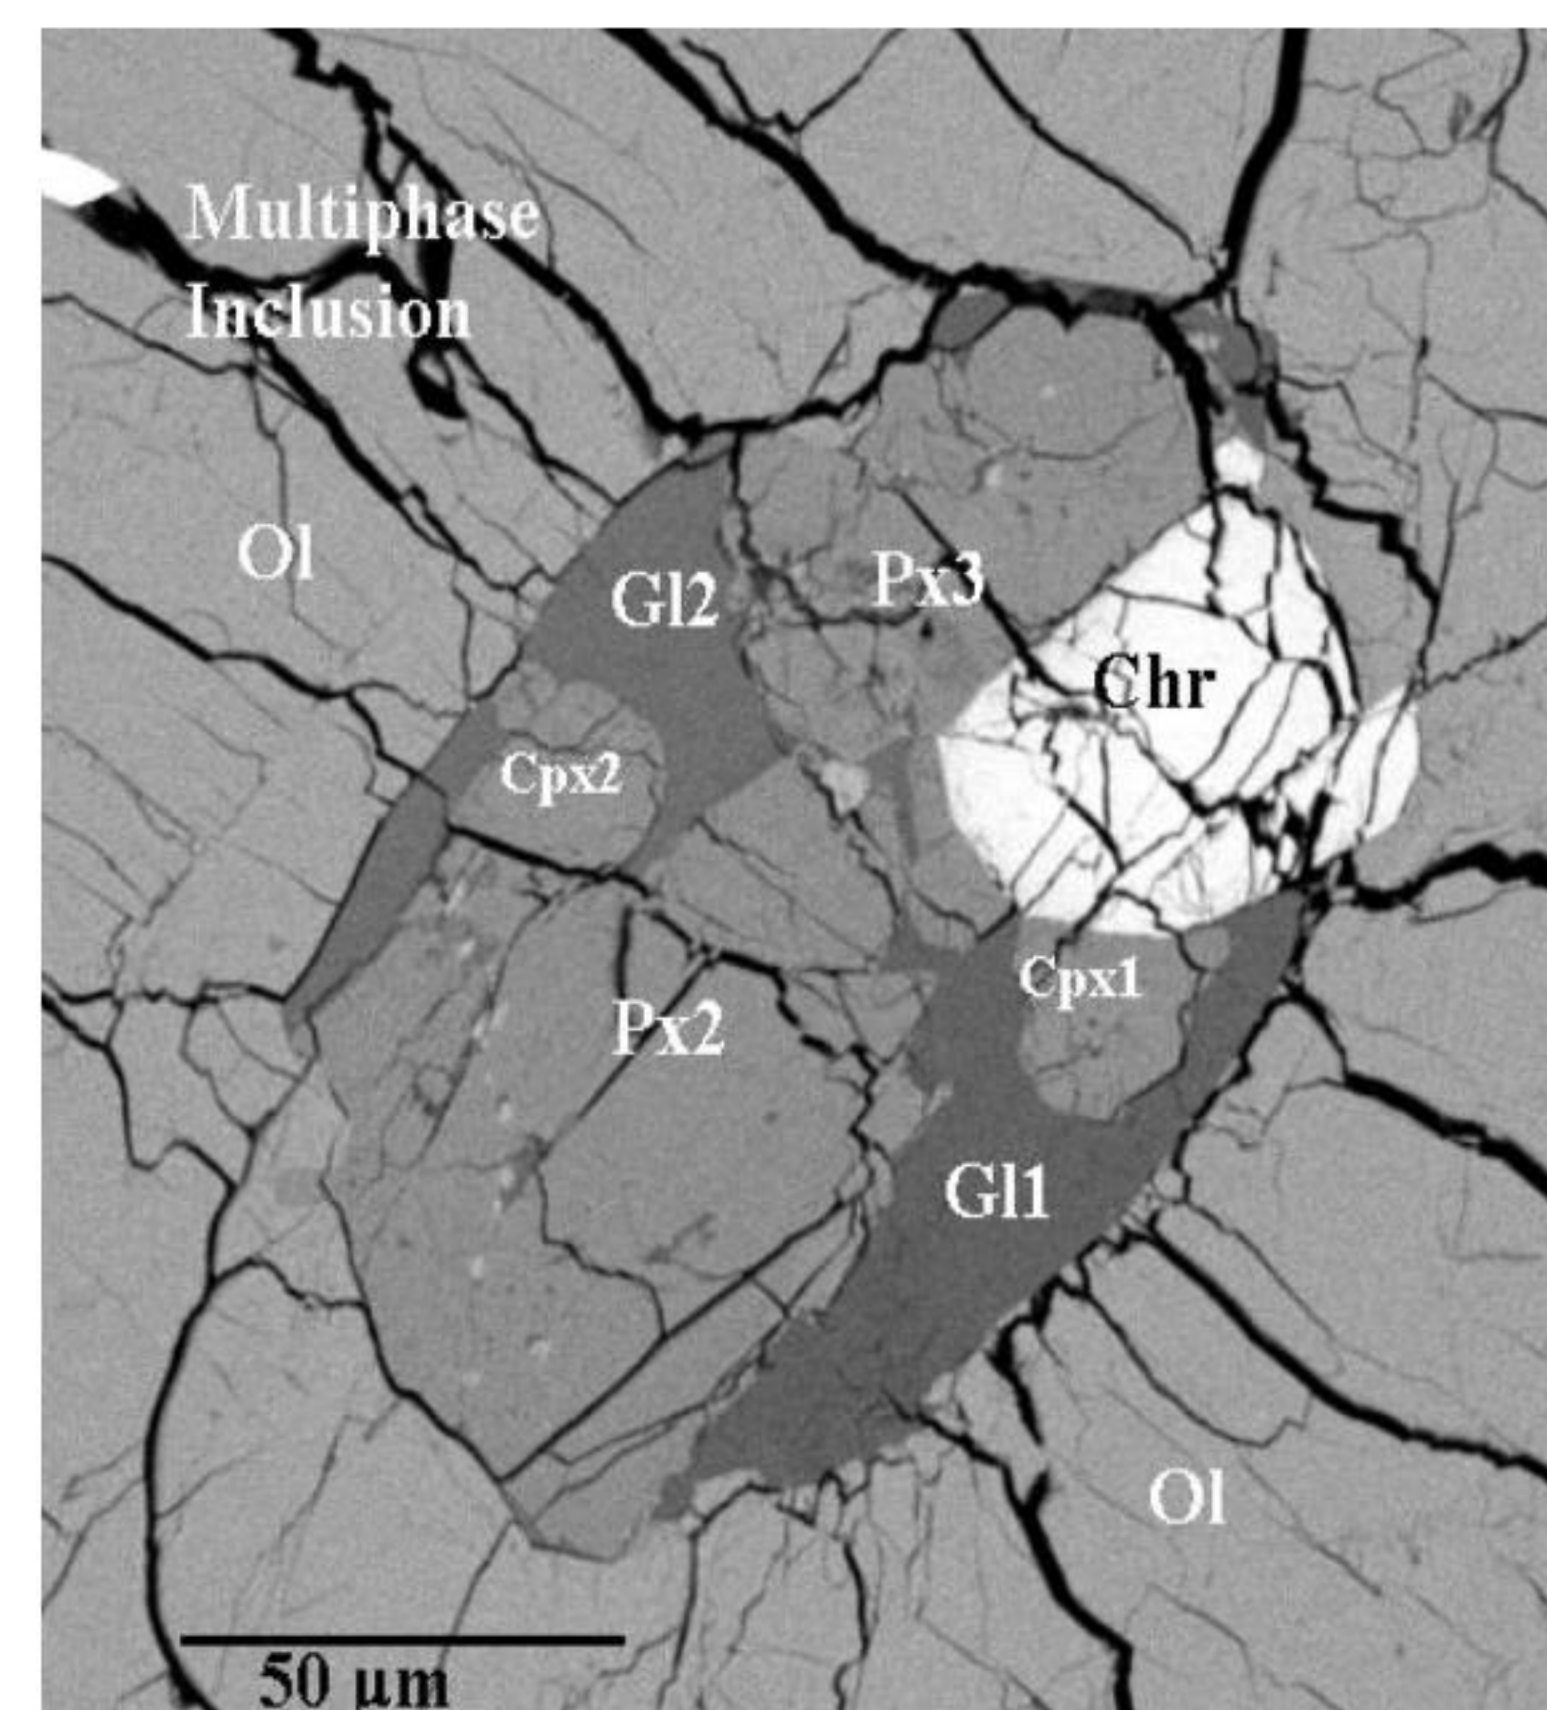 Multiphase
Inclusion
Ol
Gl2
Px3
Chr
Cpx2
Cpx1
Px2
Gl1
Ol
50 µm